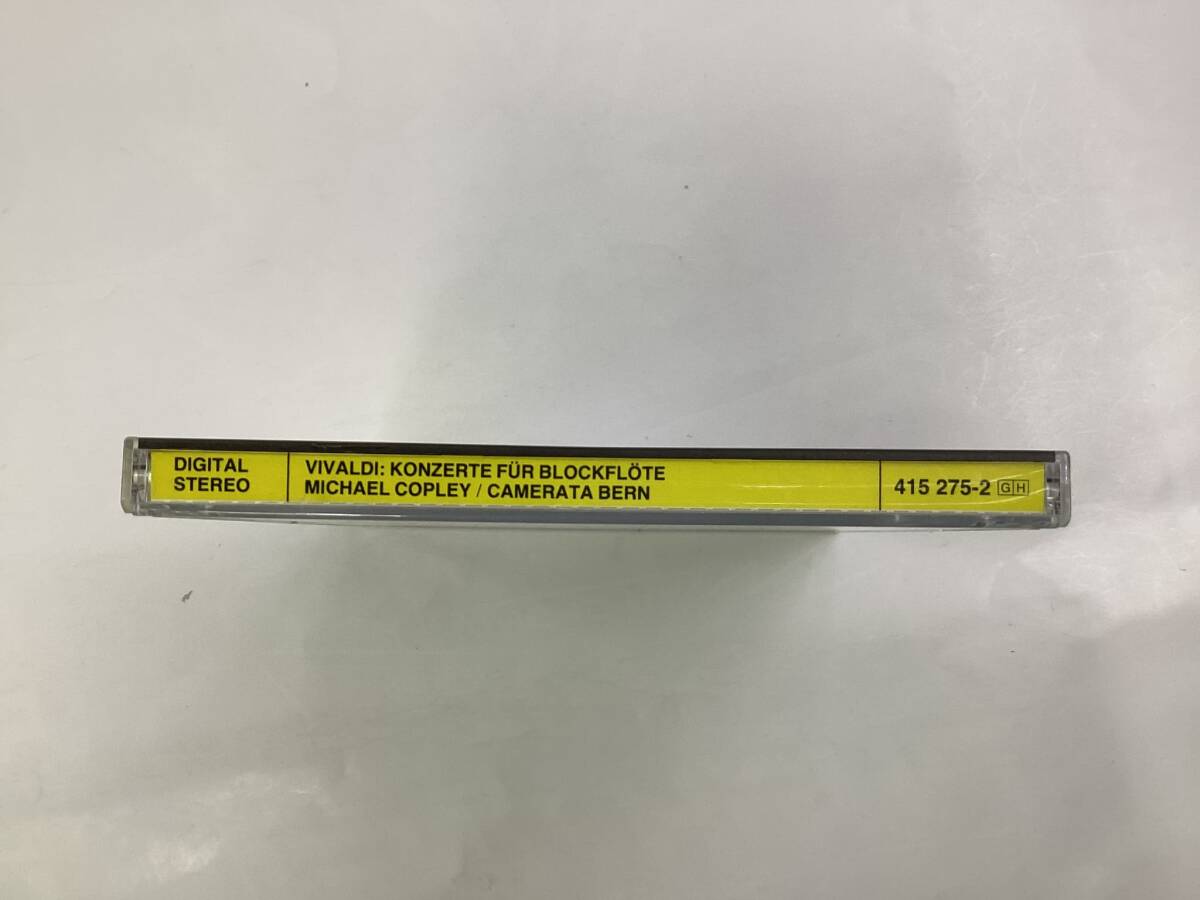 DIGITAL
STEREO
VIVALDI: KONZERTE FÜR BLOCKFLÖTE
MICHAEL COPLEY / CAMERATA BERN
415 275-2 GH